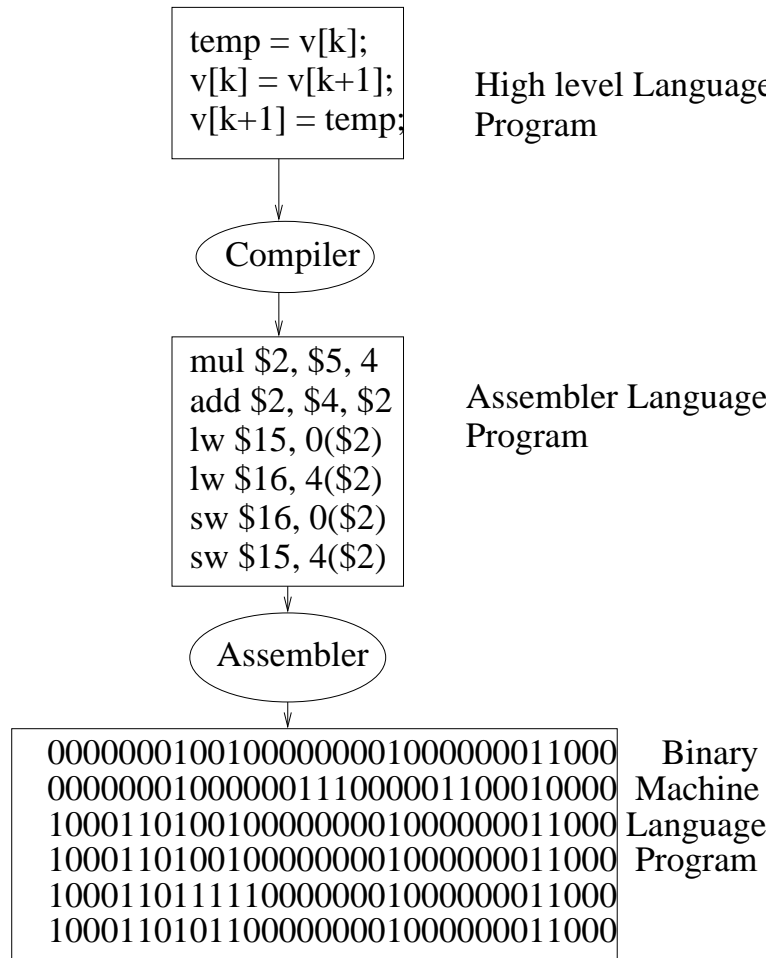 temp = v[k];
v[k] = v[k+1];
v[k+1] = temp;
High level Language
Program
Compiler
mul $2, $5, 4
add $2, $4, $2
lw $15, 0($2)
lw $16, 4($2)
sw $16, 0($2)
sw $15, 4($2)
Assembler Language
Program
Assembler
00000001001000000001000000011000
00000001000000111000001100010000
10001101001000000001000000011000
10001101001000000001000000011000
10001101111100000001000000011000
10001101011000000001000000011000
Binary
Machine
Language
Program